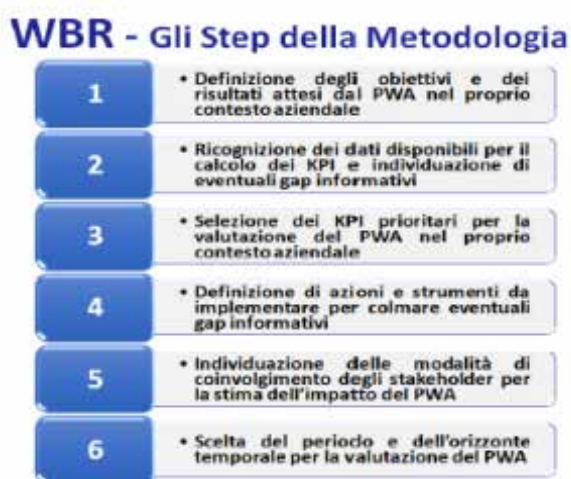 WBR - Gli Step della Metodologia
1
• Definizione degli obiettivi e dei
risultati attesi dal PWA nel proprio
contesto aziendale
2
• Ricognizione dei dati disponibili per il
calcolo dei KPI e individuazione di
eventuali gap informativi
3
• Selezione dei KPI prioritari per la
valutazione del PWA nel proprio
contesto aziendale
4
• Definizione di azioni e strumenti da
implementare per colmare eventuali
gap informativi
5
• Individuazione delle modalità di
coinvolgimento degli stakeholder per
la stima dell'impatto del PWA
6
• Scelta del periodo e dell'orizzonte
temporale per la valutazione del PWA